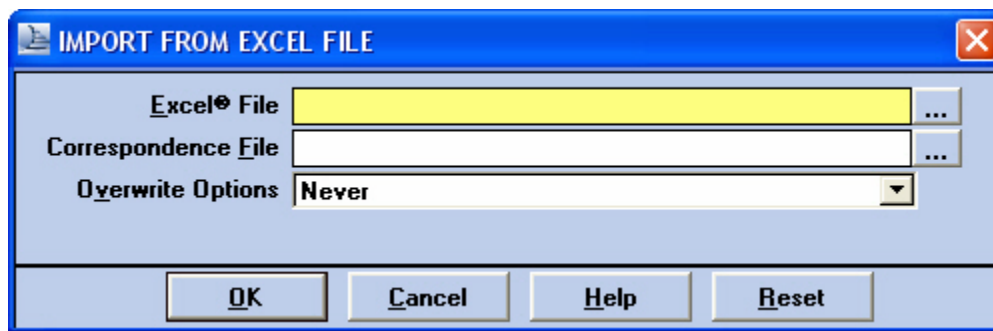 IMPORT FROM EXCEL FILE
Excel® File ...
Correspondence File ...
Overwrite Options Never
OK Cancel Help Reset